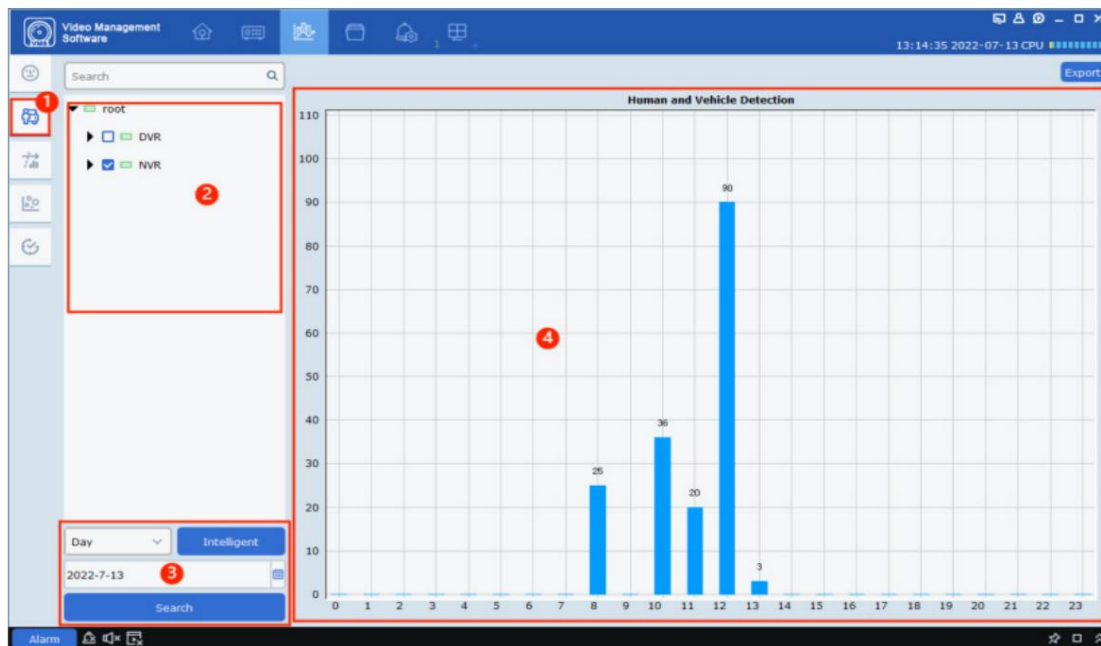 Video Management
Software
1
13:14:35 2022-07-13 CPU
Search
Export
1
root
DVR
NVR
2
Human and Vehicle Detection
110
100
90
80
70
60
50
40
30
20
10
0
25
36
20
90
3
4
0 1 2 3 4 5 6 7 8 9 10 11 12 13 14 15 16 17 18 19 20 21 22 23
Day
Intelligent
2022-7-13
3
Search
Alarm